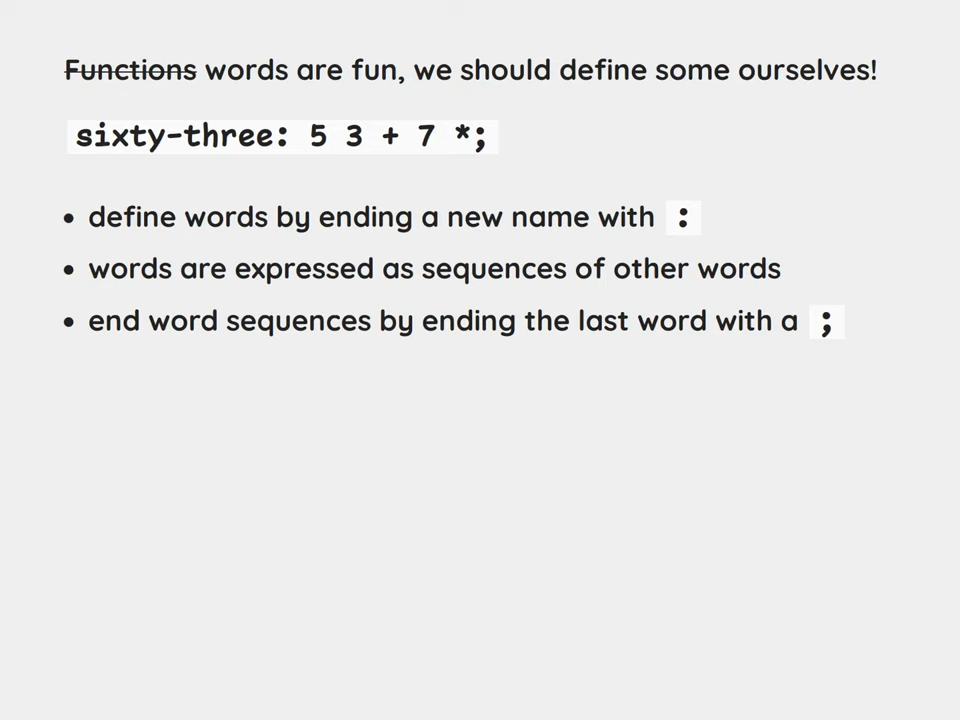 Functions words are fun, we should define some ourselves!
sixty-three: 5 3 + 7 *;
• define words by ending a new name with :
• words are expressed as sequences of other words
• end word sequences by ending the last word with a ;